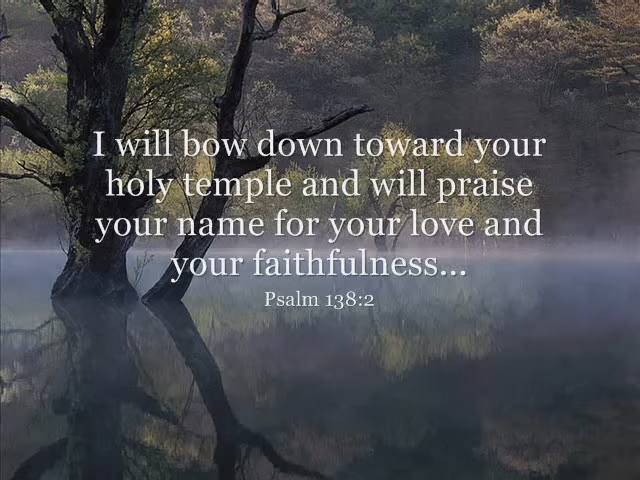 I will bow down toward your
holy temple and will praise
your name for your love and
your faithfulness...
Psalm 138:2